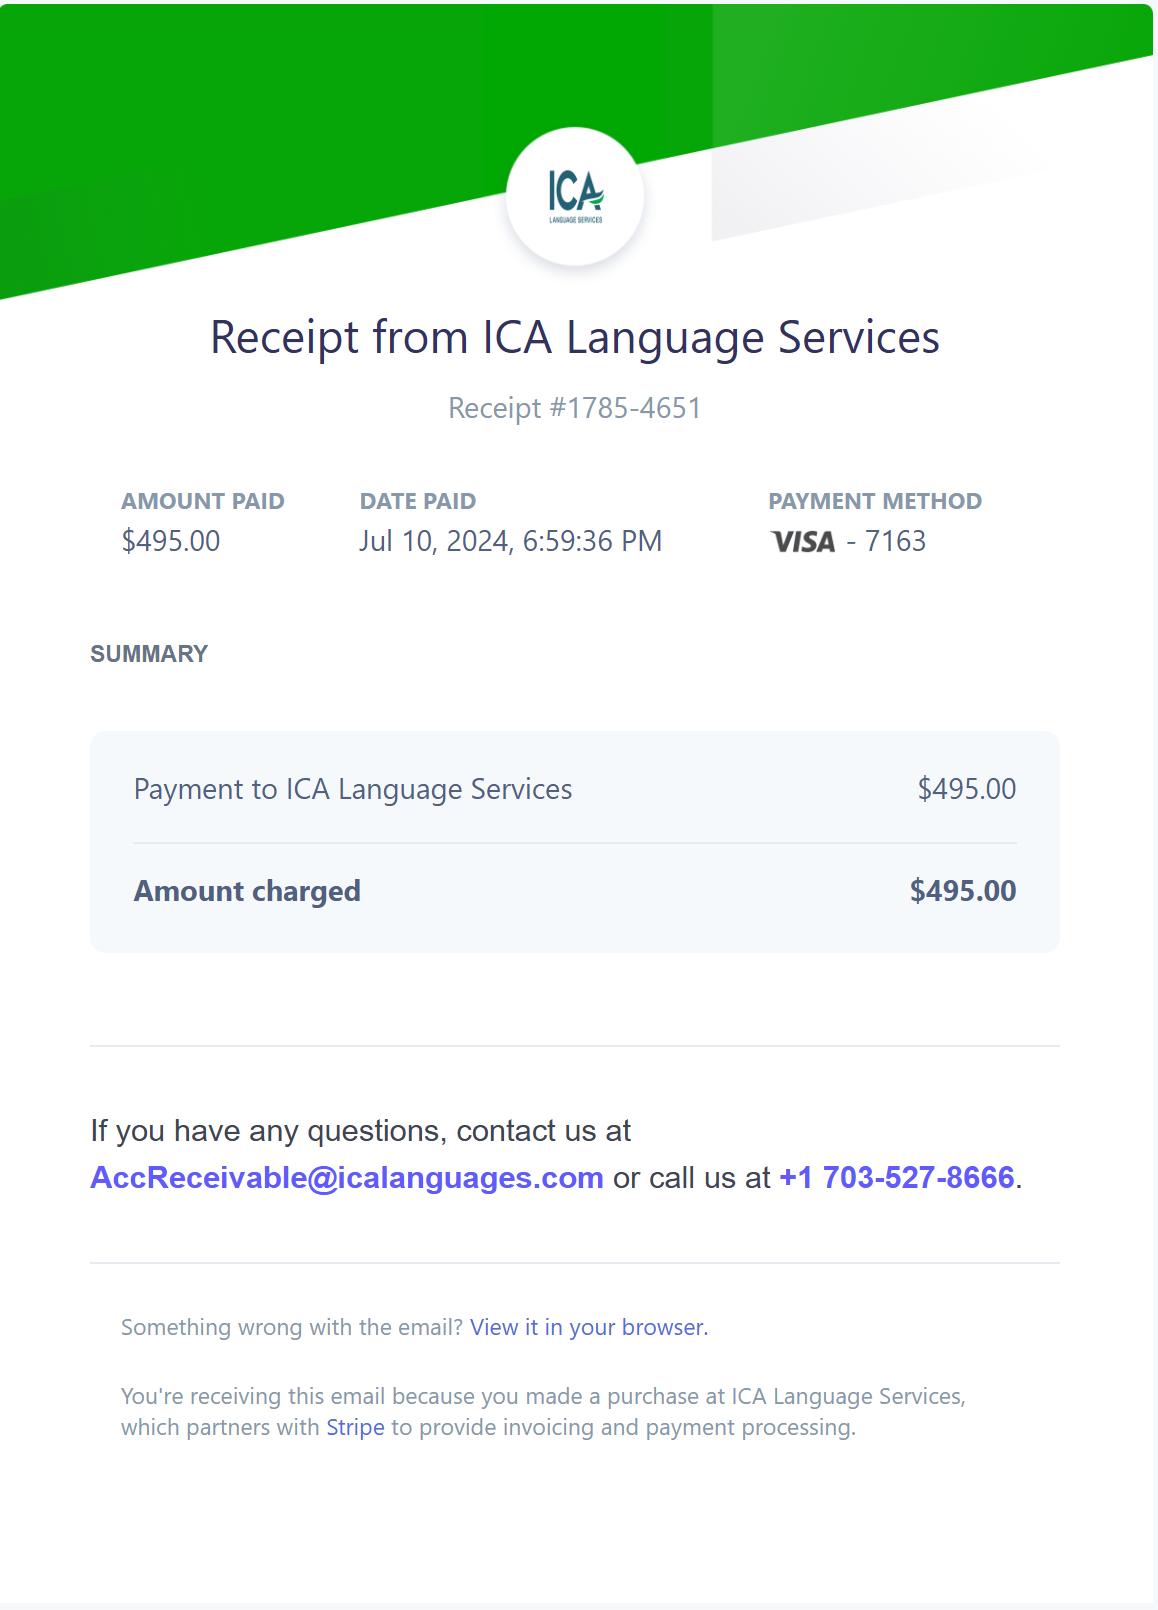 ICA
LANGUAGE SERVICES
Receipt from ICA Language Services
Receipt #1785-4651
AMOUNT PAID DATE PAID PAYMENT METHOD
$495.00 Jul 10, 2024, 6:59:36 PM VISA - 7163
SUMMARY
Payment to ICA Language Services $495.00
Amount charged $495.00
If you have any questions, contact us at
AccReceivable@icalanguages.com or call us at +1 703-527-8666.
Something wrong with the email? View it in your browser.
You're receiving this email because you made a purchase at ICA Language Services,
which partners with Stripe to provide invoicing and payment processing.